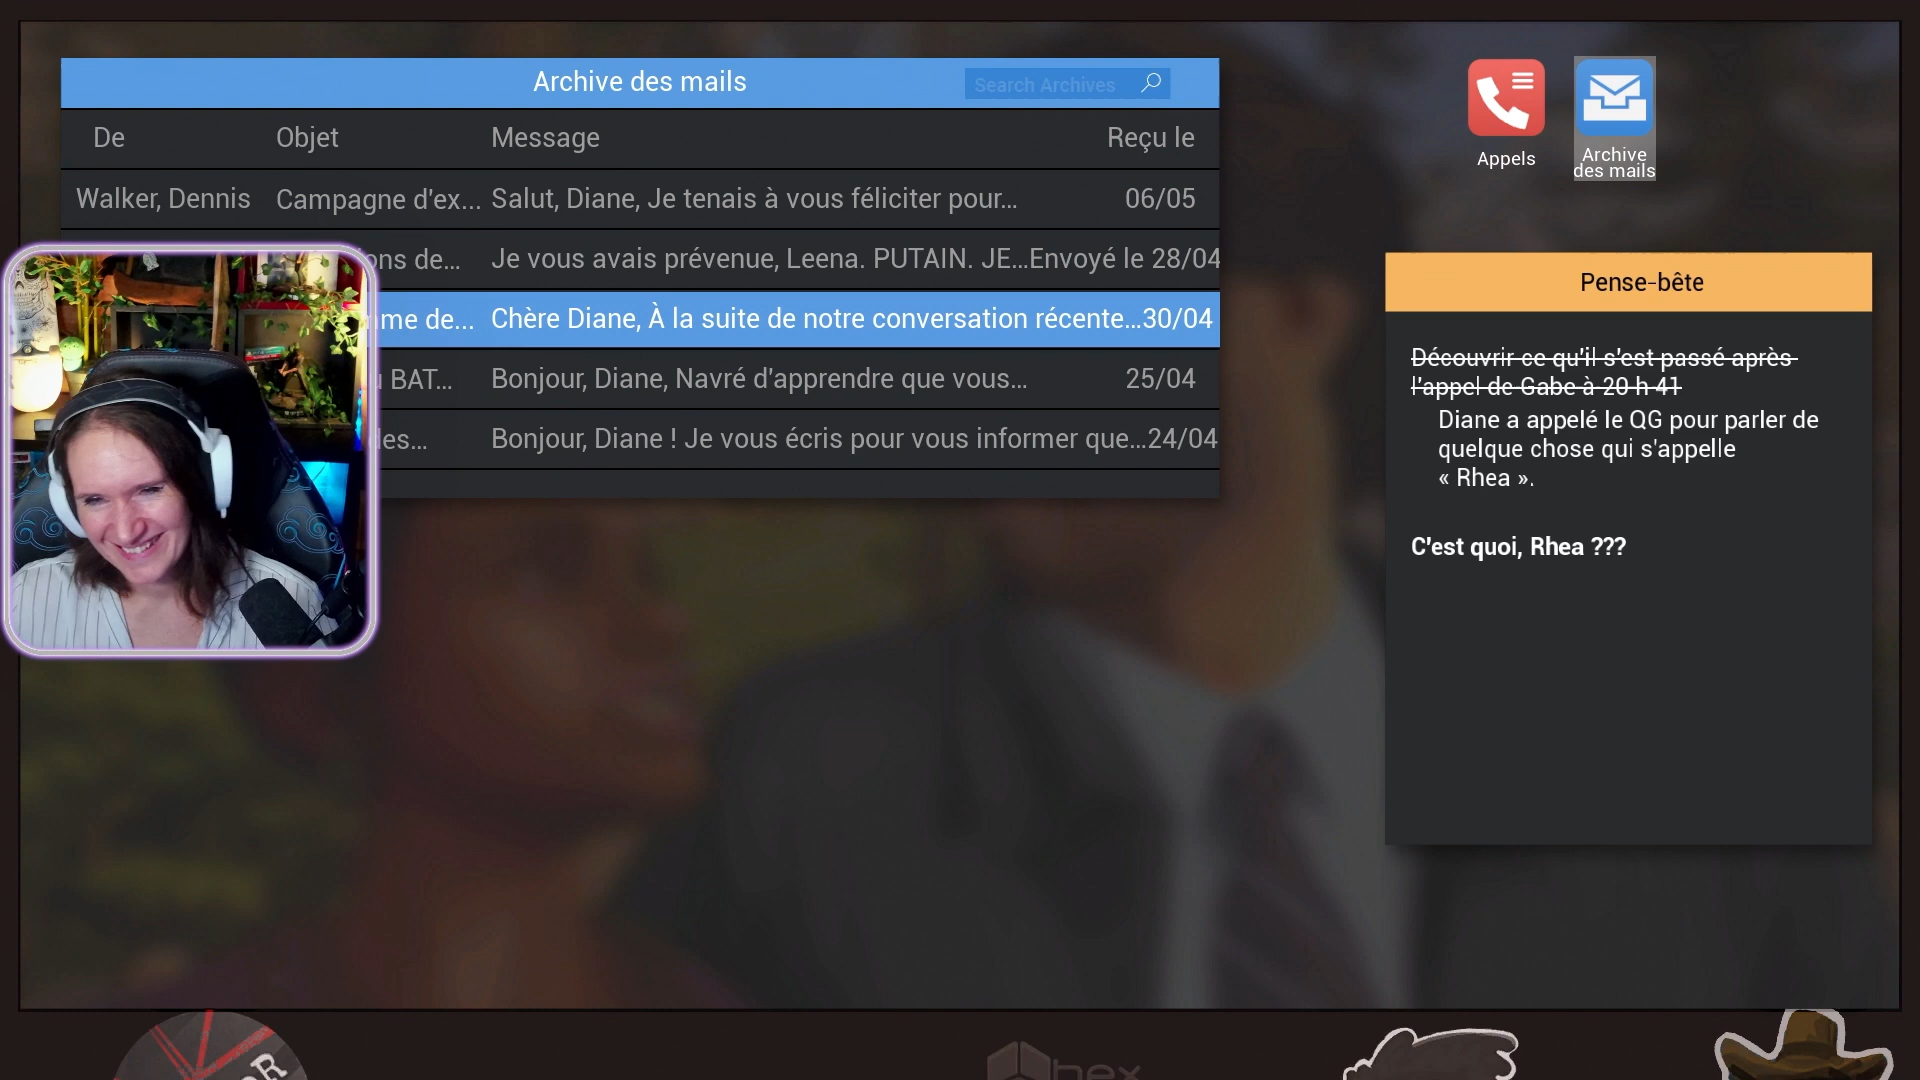 Archive des mails
Search Archives
De Objet Message Reçu le
Walker, Dennis Campagne d'ex... Salut, Diane, Je tenais à vous féliciter pour... 06/05
ons de... Je vous avais prévenue, Leena. PUTAIN. JE...Envoyé le 28/04
me de... Chère Diane, À la suite de notre conversation récente...30/04
BAT... Bonjour, Diane, Navré d'apprendre que vous... 25/04
des... Bonjour, Diane ! Je vous écris pour vous informer que...24/04
Appels
Archive
des mails
Pense-bête
Découvrir ce qu'il s'est passé après
l'appel de Gabe à 20 h 41
Diane a appelé le QG pour parler de
quelque chose qui s'appelle
« Rhea ».
C'est quoi, Rhea ???
OR
hex